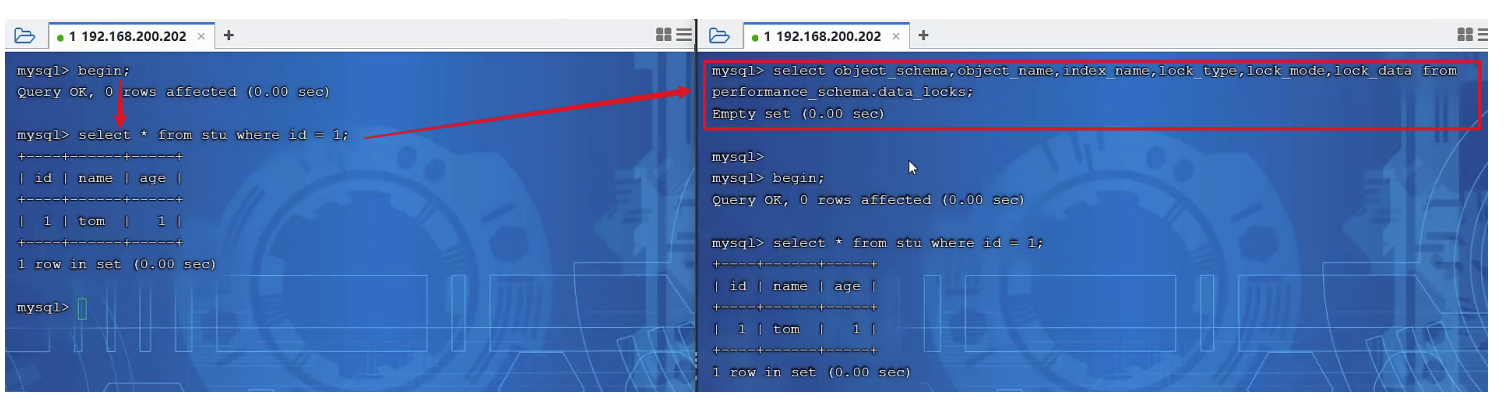 1 192.168.200.202 × +
mysql> begin;
Query OK, 0 rows affected (0.00 sec)
mysql> select * from stu where id = 1;
+----+------+-----+
| id | name | age |
+----+------+-----+
|  1 | tom  |   1 |
+----+------+-----+
1 row in set (0.00 sec)
mysql>
1 192.168.200.202 × +
mysql> select object_schema,object_name,index_name,lock_type,lock_mode,lock_data from
performance_schema.data_locks;
Empty set (0.00 sec)
mysql>
mysql> begin;
Query OK, 0 rows affected (0.00 sec)
mysql> select * from stu where id = 1;
+----+------+-----+
| id | name | age |
+----+------+-----+
|  1 | tom  |   1 |
+----+------+-----+
1 row in set (0.00 sec)